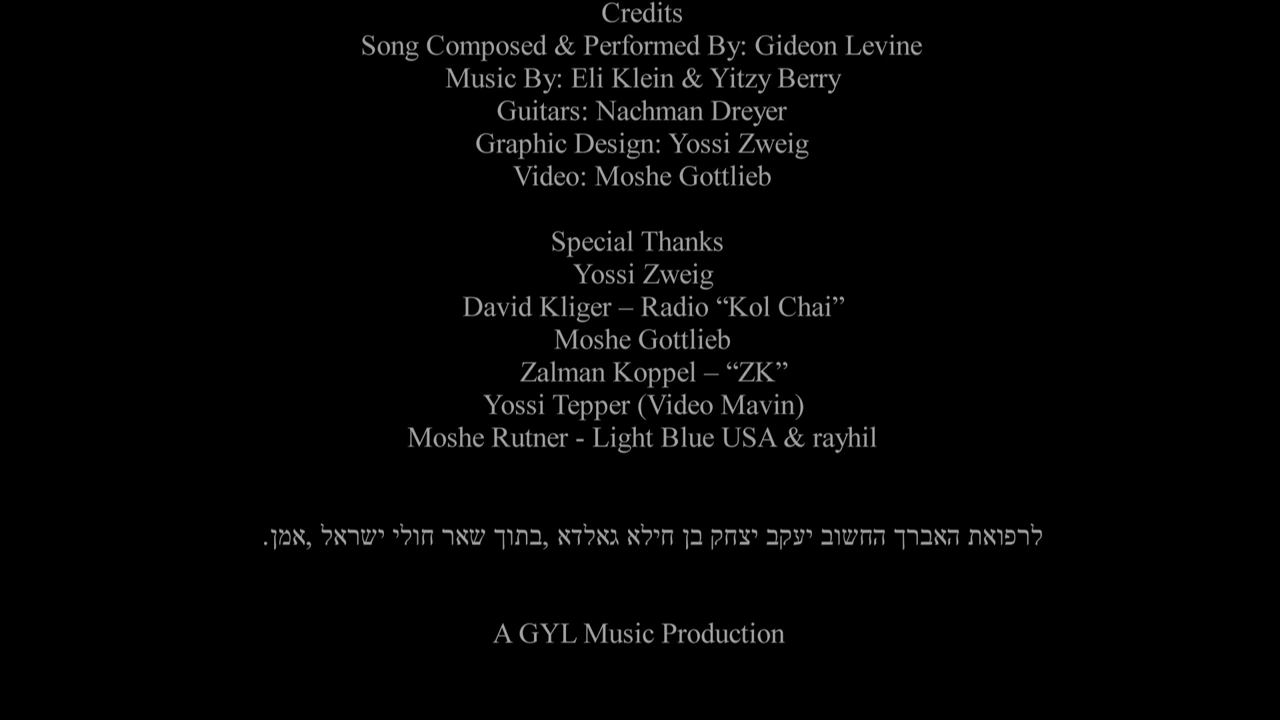 Credits
Song Composed & Performed By: Gideon Levine
Music By: Eli Klein & Yitzy Berry
Guitars: Nachman Dreyer
Graphic Design: Yossi Zweig
Video: Moshe Gottlieb
Special Thanks
Yossi Zweig
David Kliger – Radio “Kol Chai”
Moshe Gottlieb
Zalman Koppel – “ZK”
Yossi Tepper (Video Mavin)
Moshe Rutner - Light Blue USA & rayhil
לרפואת האברך החשוב יעקב יצחק בן חילא גאלדא ,בתוך שאר חולי ישראל ,אמן.
A GYL Music Production